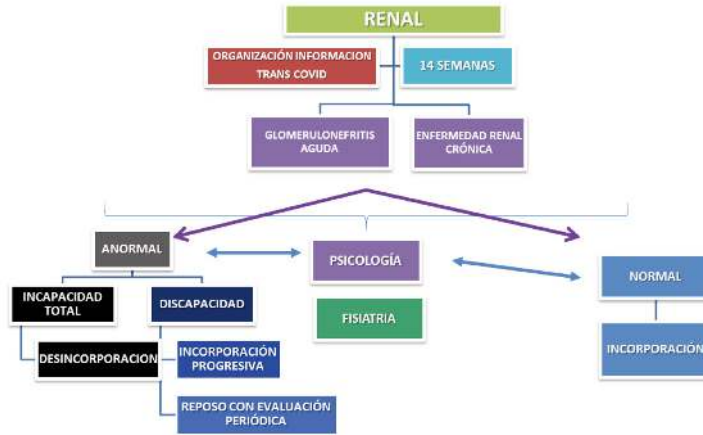 RENAL
ORGANIZACIÓN INFORMACION
TRANS COVID
14 SEMANAS
GLOMERULONEFRITIS
AGUDA
ENFERMEDAD RENAL
CRÓNICA
ANORMAL
PSICOLOGÍA
NORMAL
INCAPACIDAD
TOTAL
DISCAPACIDAD
FISIATRIA
DESINCORPORACION
INCORPORACIÓN
PROGRESIVA
INCORPORACIÓN
REPOSO CON EVALUACIÓN
PERIÓDICA